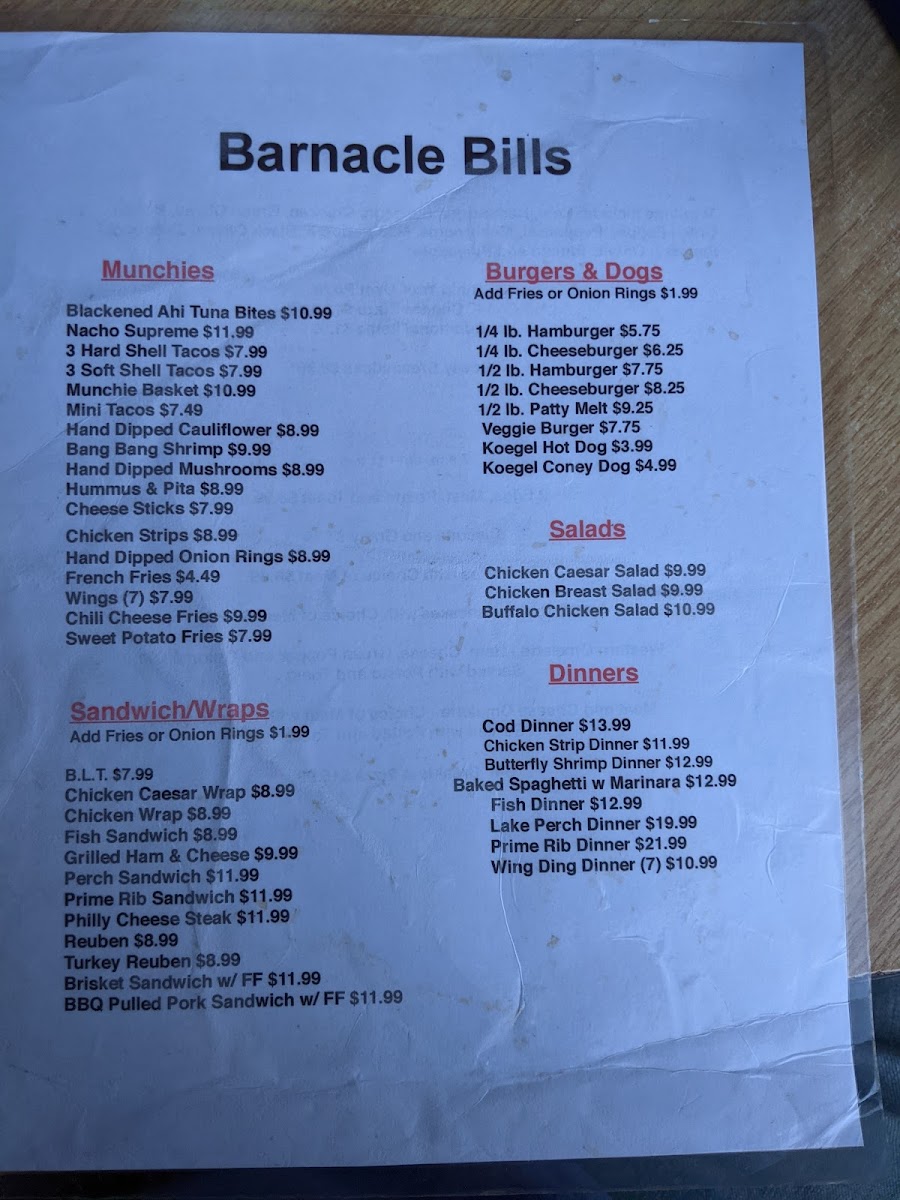 Barnacle Bills
Munchies
Blackened Ahi Tuna Bites $10.99
Nacho Supreme $11.99
3 Hard Shell Tacos $7.99
3 Soft Shell Tacos $7.99
Munchie Basket $10.99
Mini Tacos $7.49
Hand Dipped Cauliflower $8.99
Bang Bang Shrimp $9.99
Hand Dipped Mushrooms $8.99
Hummus & Pita $8.99
Cheese Sticks $7.99
Chicken Strips $8.99
Hand Dipped Onion Rings $8.99
French Fries $4.49
Wings (7) $7.99
Chili Cheese Fries $9.99
Sweet Potato Fries $7.99
Sandwich/Wraps
Add Fries or Onion Rings $1.99
B.L.T. $7.99
Chicken Caesar Wrap $8.99
Chicken Wrap $8.99
Fish Sandwich $8.99
Grilled Ham & Cheese $9.99
Perch Sandwich $11.99
Prime Rib Sandwich $11.99
Philly Cheese Steak $11.99
Reuben $8.99
Turkey Reuben $8.99
Brisket Sandwich w/ FF $11.99
BBQ Pulled Pork Sandwich w/ FF $11.99
Burgers & Dogs
Add Fries or Onion Rings $1.99
1/4 lb. Hamburger $5.75
1/4 lb. Cheeseburger $6.25
1/2 lb. Hamburger $7.75
1/2 lb. Cheeseburger $8.25
1/2 lb. Patty Melt $9.25
Veggie Burger $7.75
Koegel Hot Dog $3.99
Koegel Coney Dog $4.99
Salads
Chicken Caesar Salad $9.99
Chicken Breast Salad $9.99
Buffalo Chicken Salad $10.99
Dinners
Cod Dinner $13.99
Chicken Strip Dinner $11.99
Butterfly Shrimp Dinner $12.99
Baked Spaghetti w Marinara $12.99
Fish Dinner $12.99
Lake Perch Dinner $19.99
Prime Rib Dinner $21.99
Wing Ding Dinner (7) $10.99